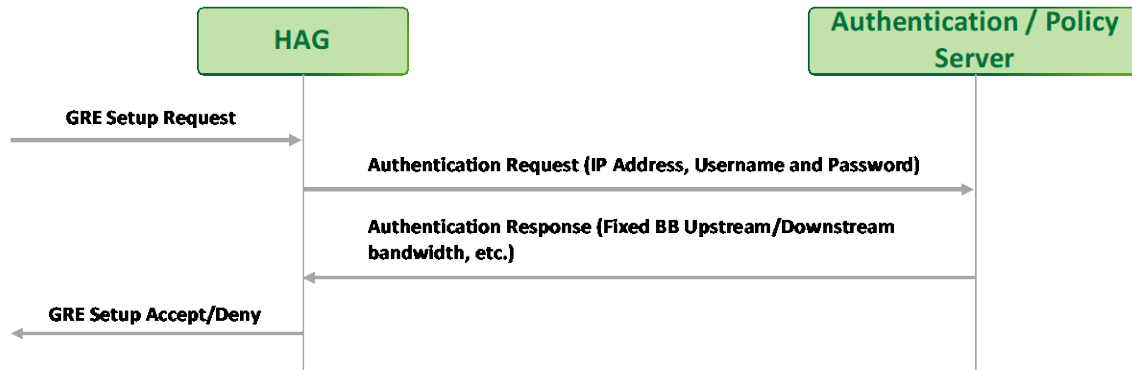 HAG
Authentication / Policy
Server
GRE Setup Request
Authentication Request (IP Address, Username and Password)
Authentication Response (Fixed BB Upstream/Downstream
bandwidth, etc.)
GRE Setup Accept/Deny